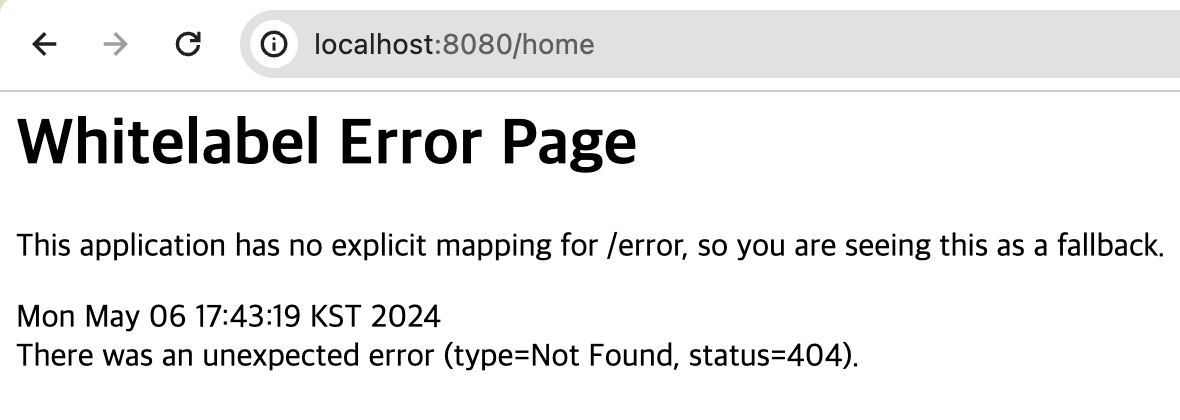 localhost:8080/home
Whitelabel Error Page
This application has no explicit mapping for /error, so you are seeing this as a fallback.
Mon May 06 17:43:19 KST 2024
There was an unexpected error (type=Not Found, status=404).